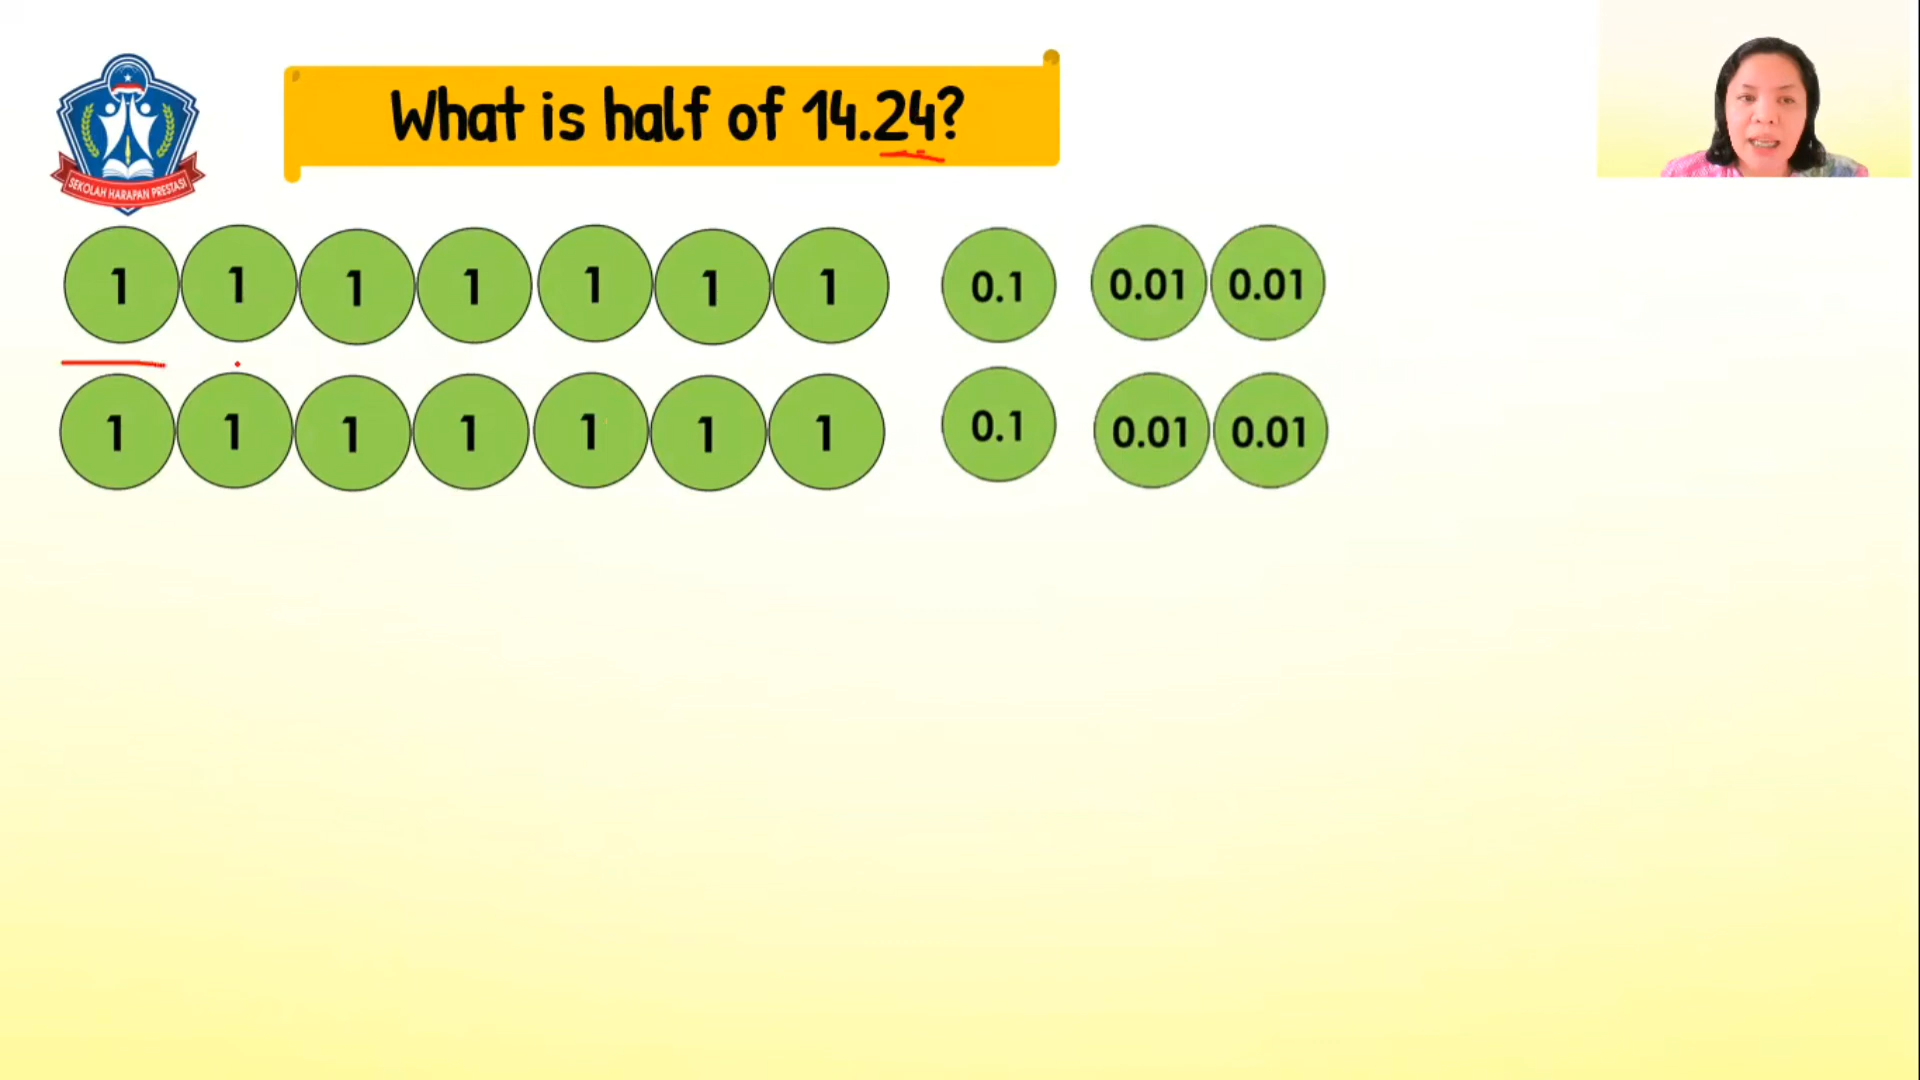 What is half of 14.24?
SEKOLAH HARAPAN PRESTASI
1 1 1 1 1 1 1 0.1 0.01 0.01
1 1 1 1 1 1 1 0.1 0.01 0.01